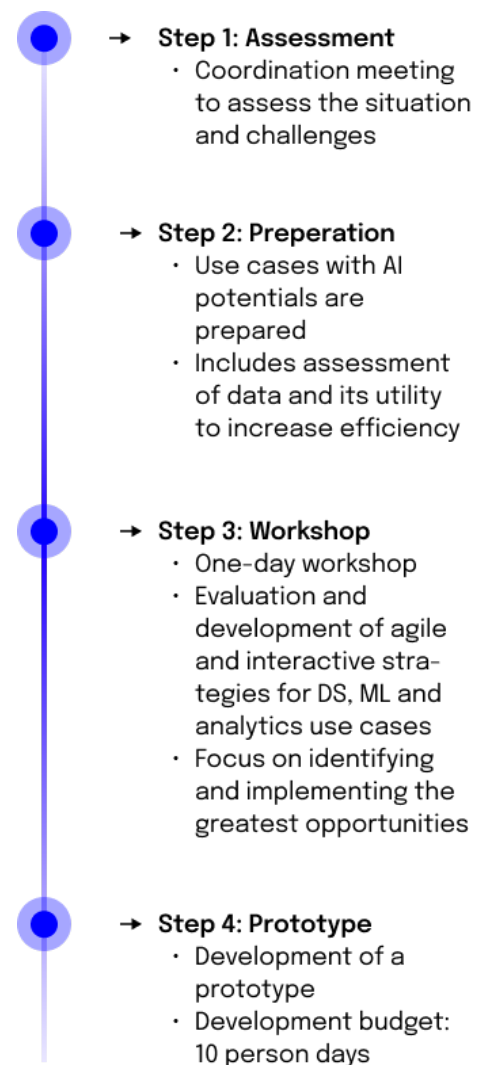 → Step 1: Assessment
· Coordination meeting
to assess the situation
and challenges
→ Step 2: Preperation
· Use cases with AI
potentials are
prepared
· Includes assessment
of data and its utility
to increase efficiency
→ Step 3: Workshop
· One-day workshop
· Evaluation and
development of agile
and interactive stra-
tegies for DS, ML and
analytics use cases
· Focus on identifying
and implementing the
greatest opportunities
→ Step 4: Prototype
· Development of a
prototype
· Development budget:
10 person days